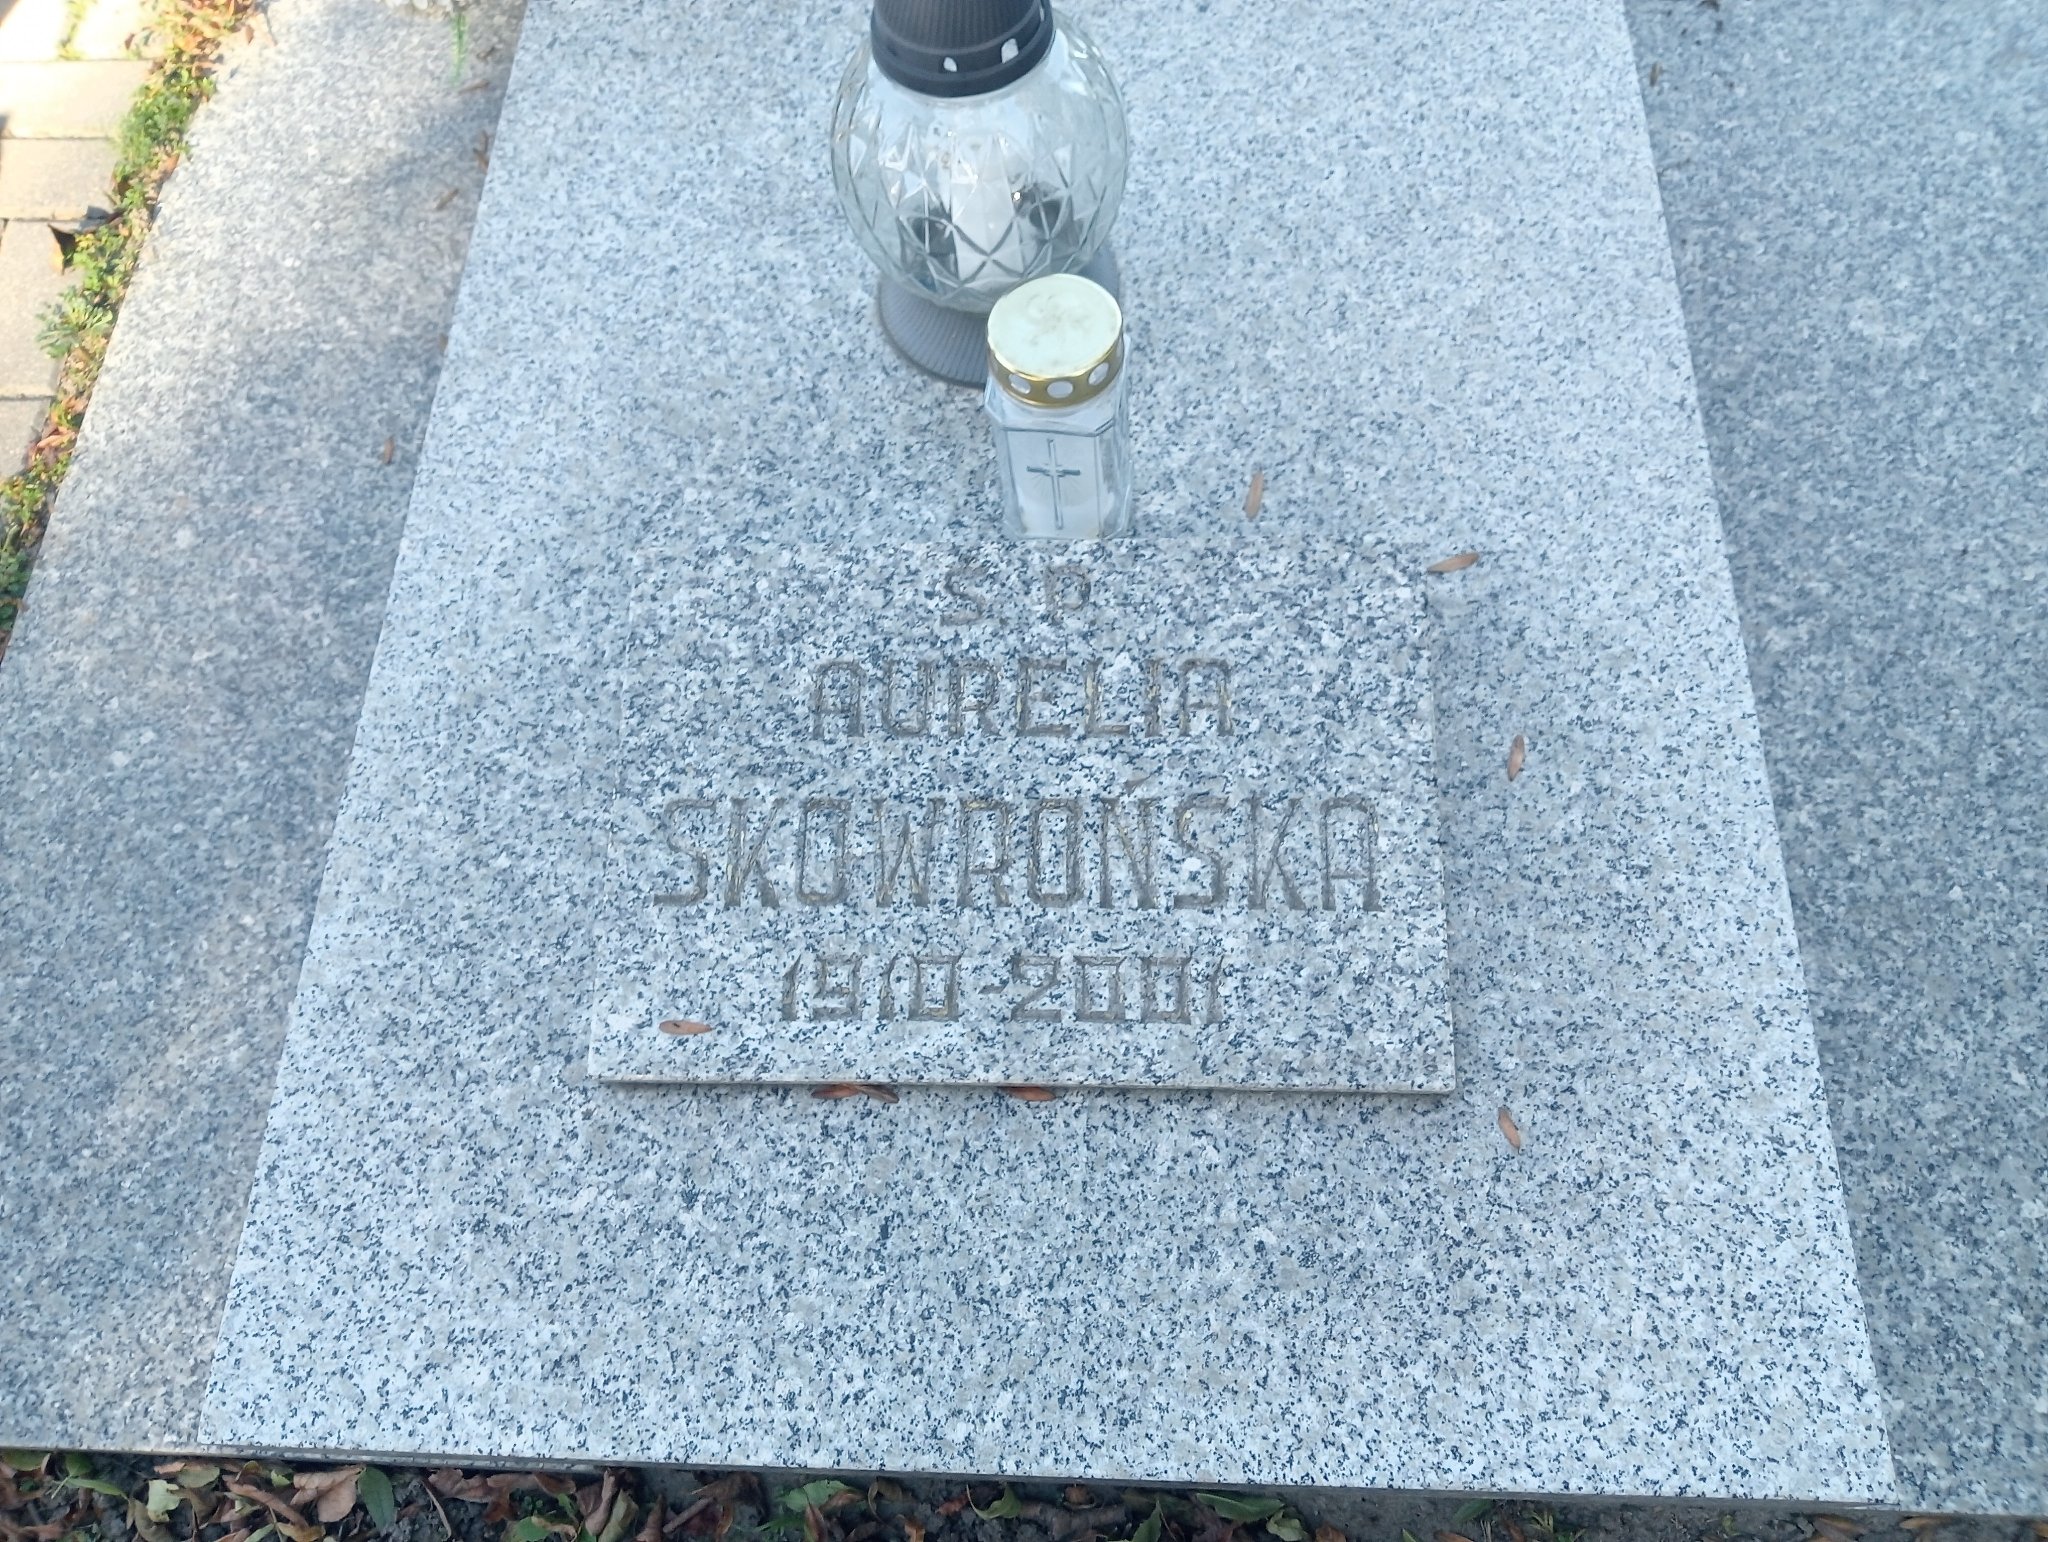 Ś.P.
AURELIA
SKOWROŃSKA
1910-2001